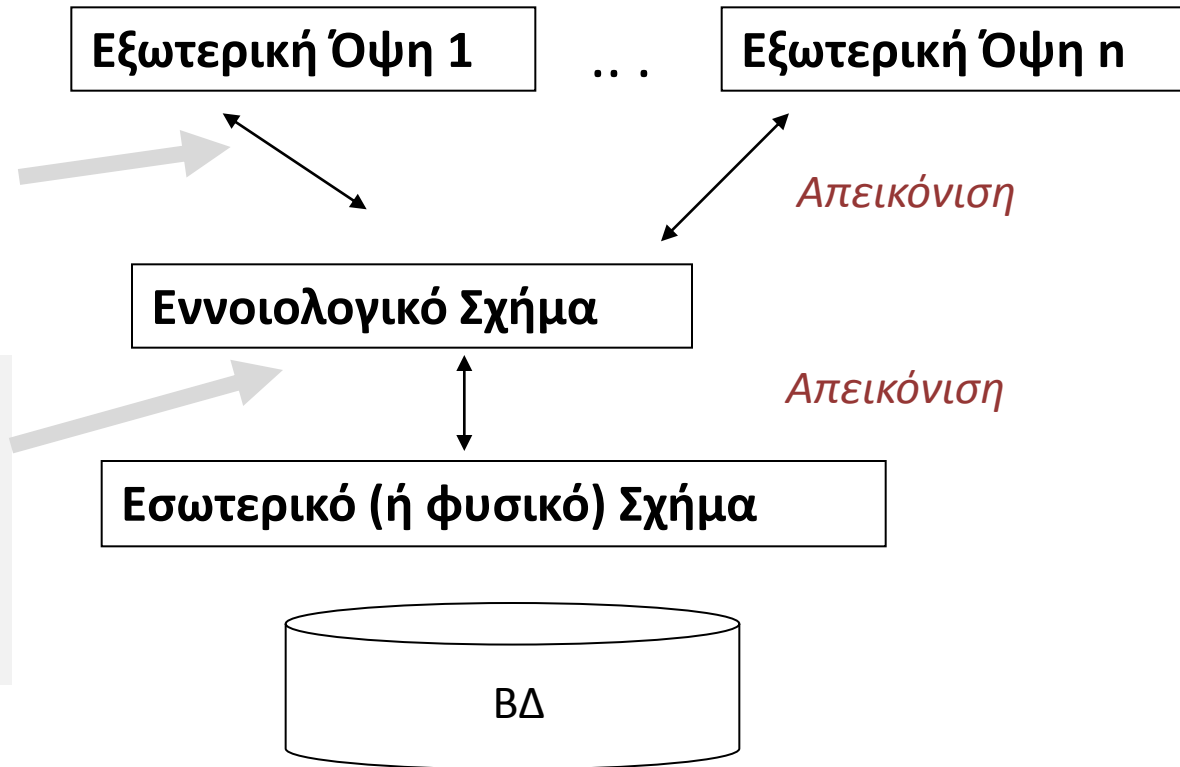 Εξωτερική Όψη 1 .. . Εξωτερική Όψη n
Απεικόνιση
Εννοιολογικό Σχήμα
Απεικόνιση
Εσωτερικό (ή φυσικό) Σχήμα
ΒΔ